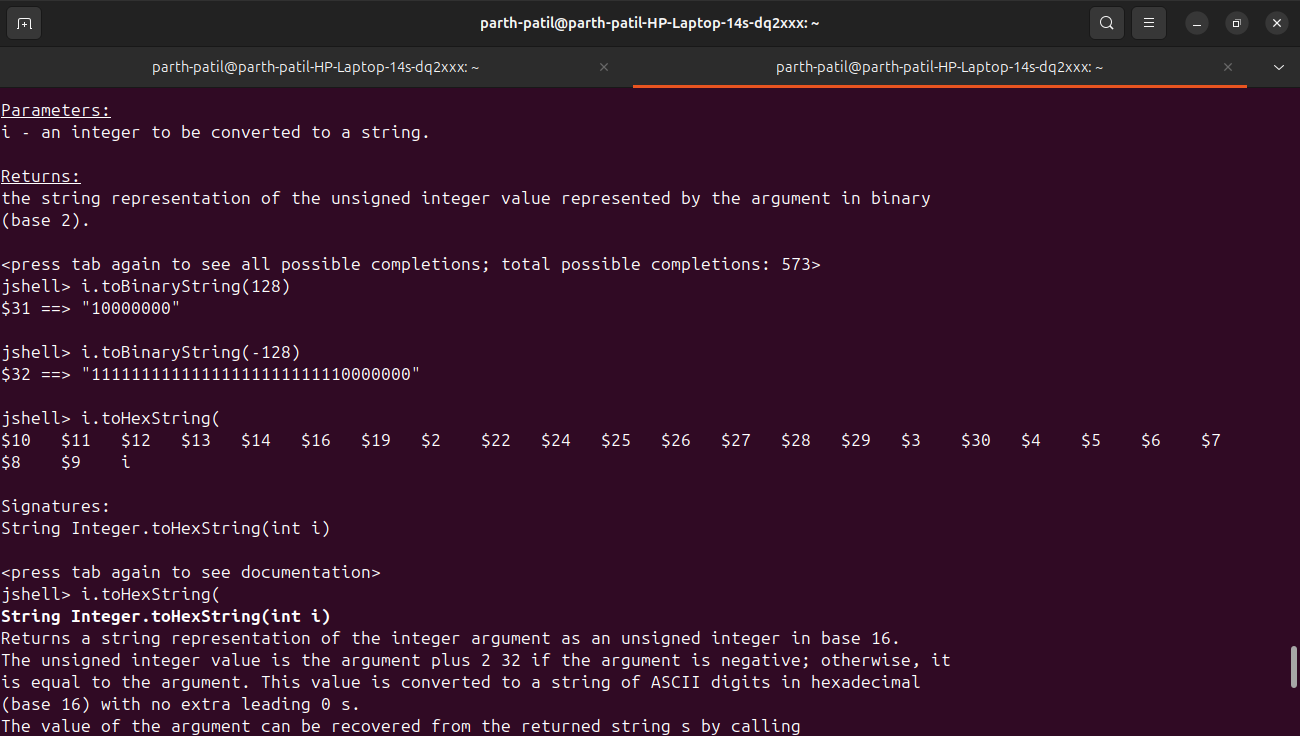 parth-patil@parth-patil-HP-Laptop-14s-dq2xxx: ~
parth-patil@parth-patil-HP-Laptop-14s-dq2xxx: ~
parth-patil@parth-patil-HP-Laptop-14s-dq2xxx: ~
Parameters:
i - an integer to be converted to a string.
Returns:
the string representation of the unsigned integer value represented by the argument in binary
(base 2).
<press tab again to see all possible completions; total possible completions: 573>
jshell> i.toBinaryString(128)
$31 ==> "10000000"
jshell> i.toBinaryString(-128)
$32 ==> "11111111111111111111111110000000"
jshell> i.toHexString(
$10 $11 $12 $13 $14 $16 $19 $2 $22 $24 $25 $26 $27 $28 $29 $3 $30 $4 $5 $6 $7
$8 $9 i
Signatures:
String Integer.toHexString(int i)
<press tab again to see documentation>
jshell> i.toHexString(
String Integer.toHexString(int i)
Returns a string representation of the integer argument as an unsigned integer in base 16.
The unsigned integer value is the argument plus 2 32 if the argument is negative; otherwise, it
is equal to the argument. This value is converted to a string of ASCII digits in hexadecimal
(base 16) with no extra leading 0 s.
The value of the argument can be recovered from the returned string s by calling